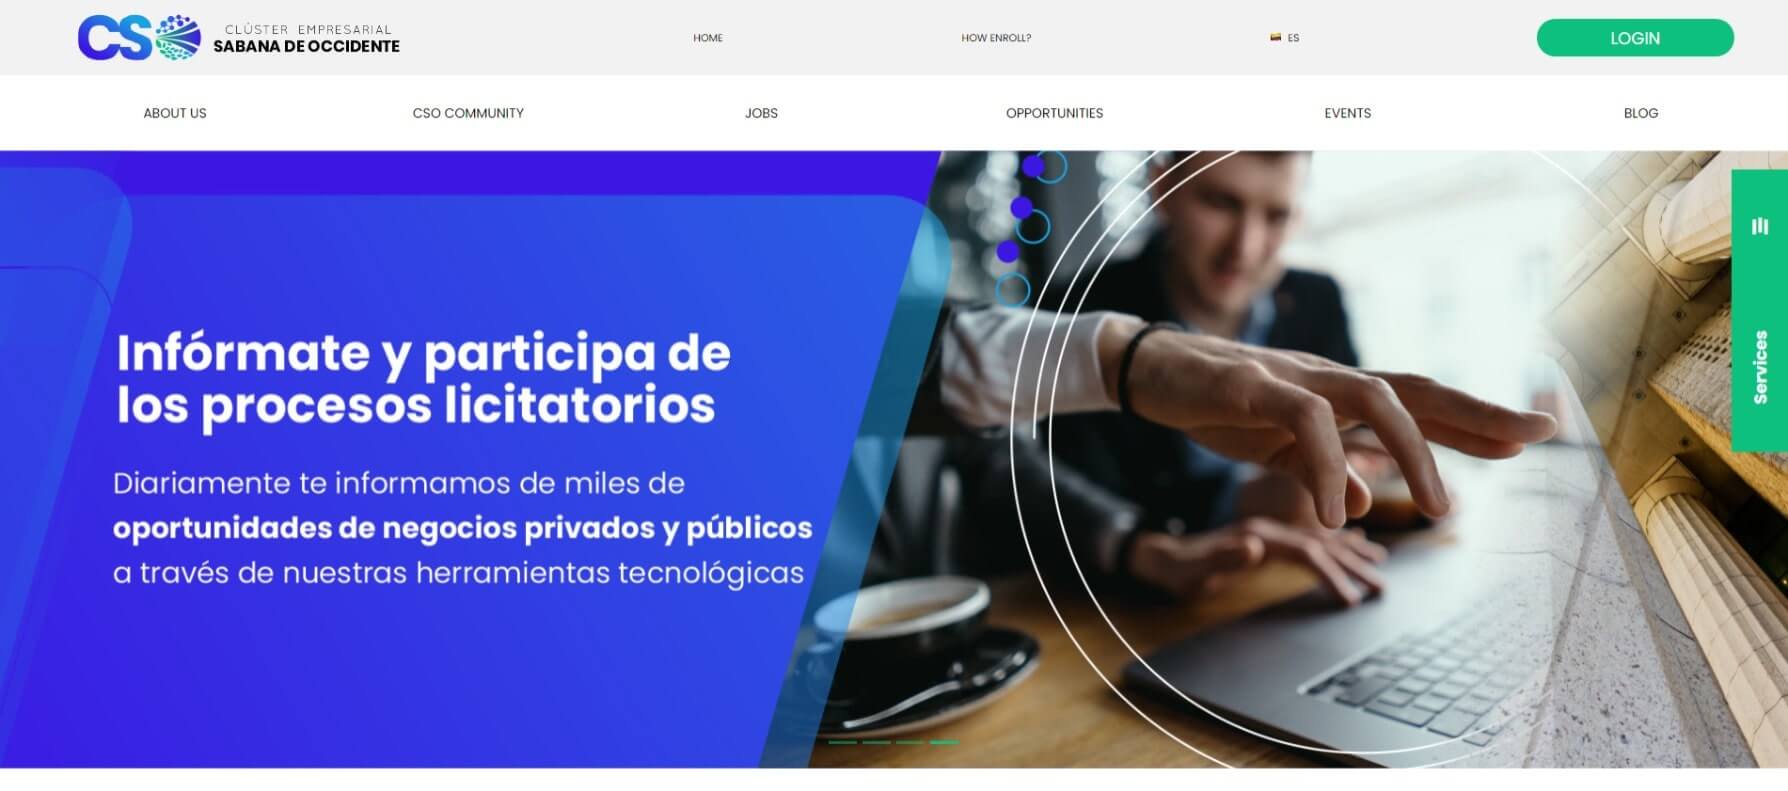 CSO
CLÚSTER EMPRESARIAL
SABANA DE OCCIDENTE
HOME
HOW ENROLL?
ES
LOGIN
ABOUT US
CSO COMMUNITY
JOBS
OPPORTUNITIES
EVENTS
BLOG
Infórmate y participa de
los procesos licitatorios
Diariamente te informamos de miles de
oportunidades de negocios privados y públicos
a través de nuestras herramientas tecnológicas
Services